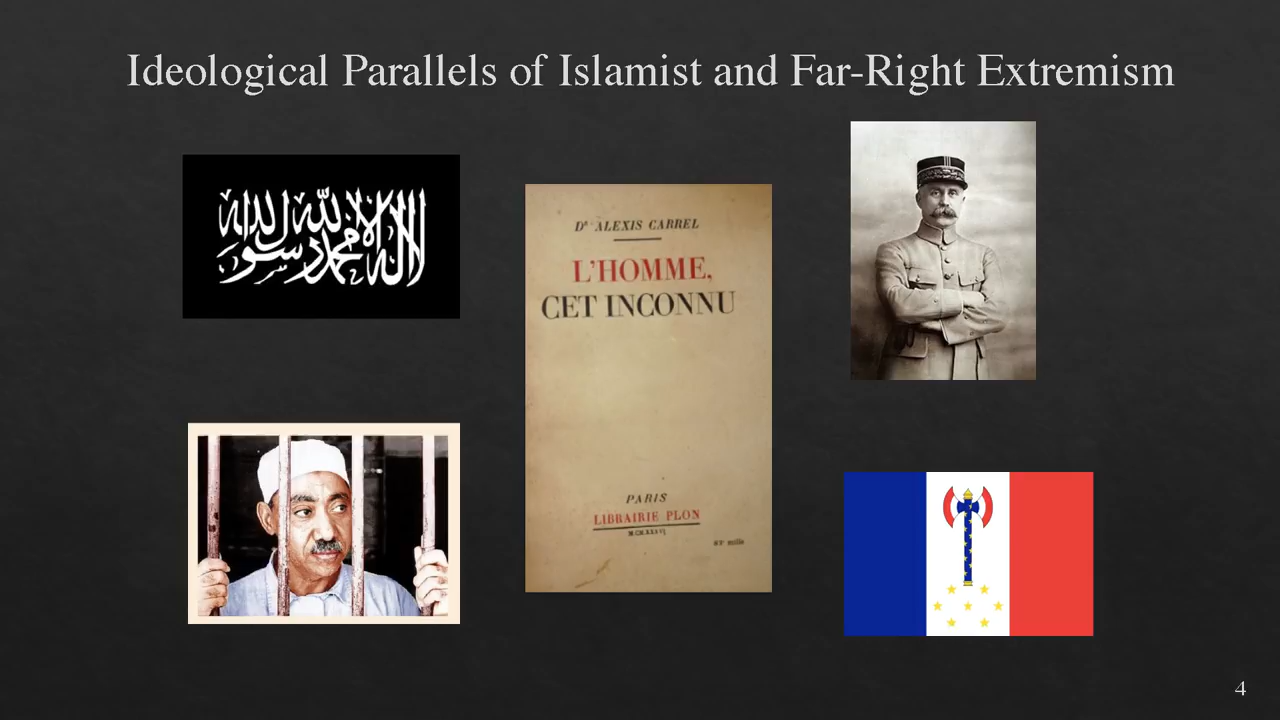 Ideological Parallels of Islamist and Far-Right Extremism
لا اله الا الله محمد رسول الله
Dr ALEXIS CARREL
L'HOMME,
CET INCONNU
PARIS
LIBRAIRIE PLON
mille
4